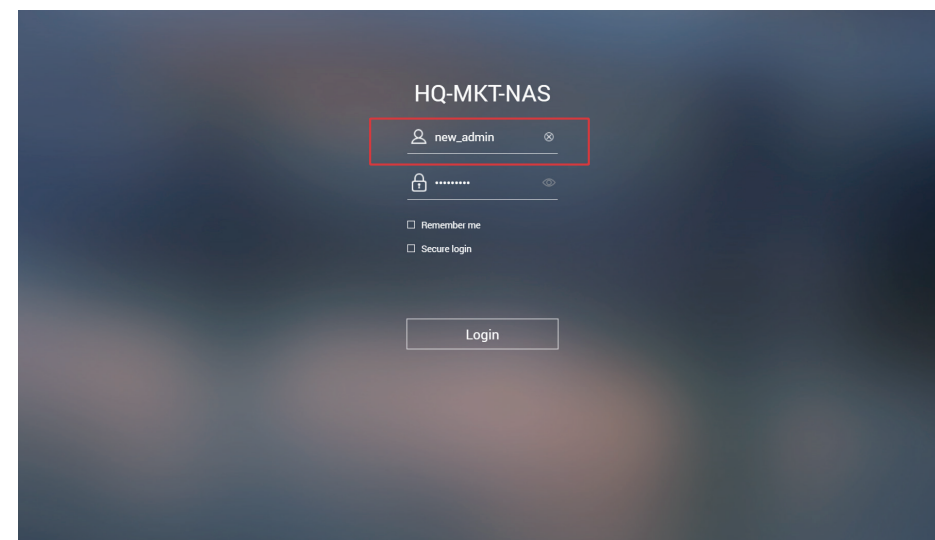 HQ-MKT-NAS
new_admin
•••••••••
Remember me
Secure login
Login